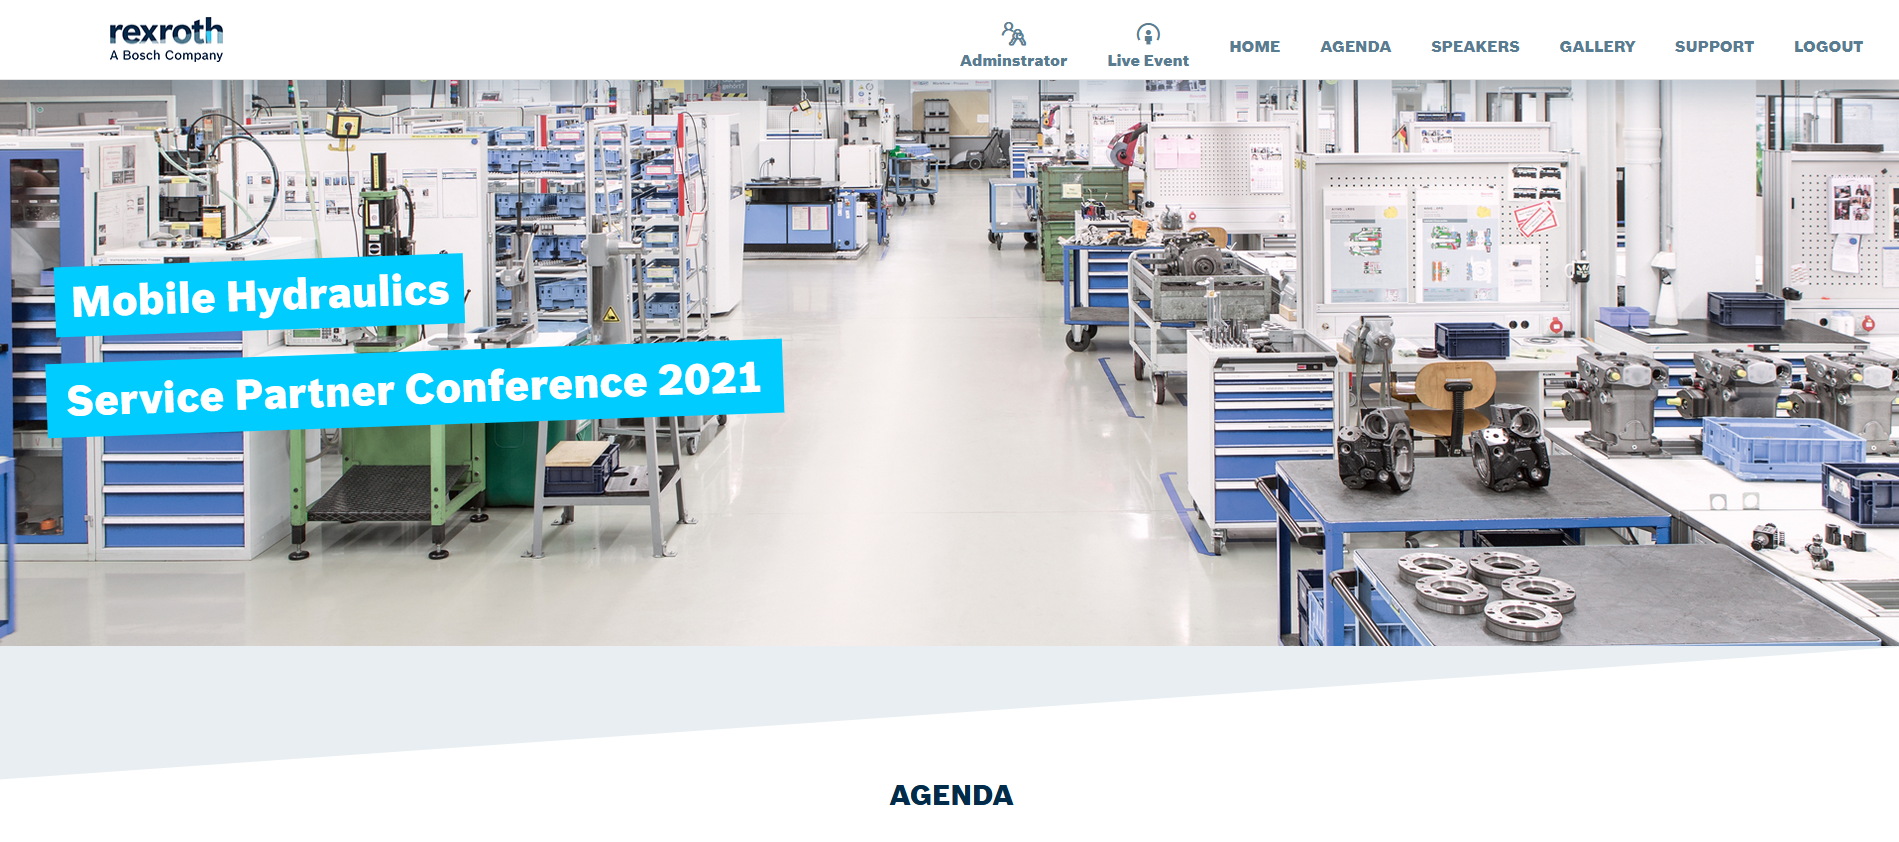 rexroth
A Bosch Company
Adminstrator
Live Event
HOME
AGENDA
SPEAKERS
GALLERY
SUPPORT
LOGOUT
Mobile Hydraulics
Service Partner Conference 2021
AGENDA